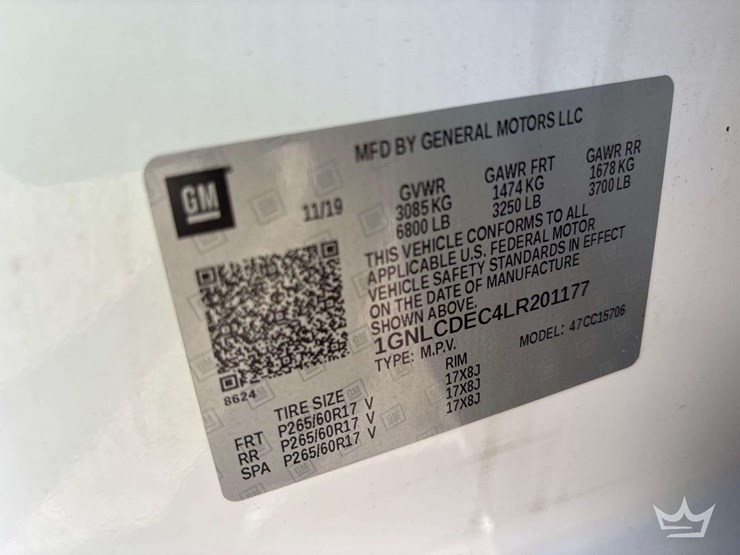 MFD BY GENERAL MOTORS LLC
GM
11/19
GVWR
3085 KG
6800 LB
GAWR FRT
1474 KG
3250 LB
GAWR RR
1678 KG
3700 LB
THIS VEHICLE CONFORMS TO ALL
APPLICABLE U.S. FEDERAL MOTOR
VEHICLE SAFETY STANDARDS IN EFFECT
ON THE DATE OF MANUFACTURE
SHOWN ABOVE.
1GNLCDEC4LR201177
TYPE: M.P.V.
MODEL: 47CC15706
8624
TIRE SIZE RIM
FRT P265/60R17 V 17X8J
RR P265/60R17 V 17X8J
SPA P265/60R17 V 17X8J